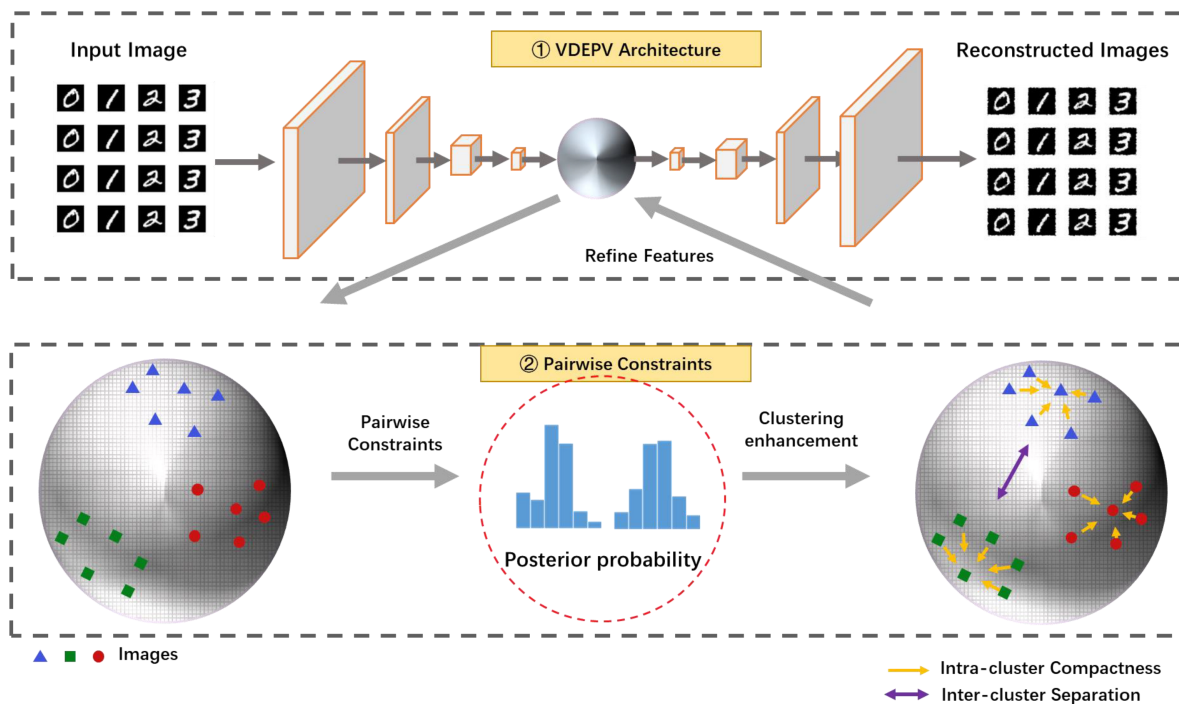 ① VDEPV Architecture
Input Image
Reconstructed Images
0 1 2 3
0 1 2 3
0 1 2 3
0 1 2 3
0 1 2 3
0 1 2 3
0 1 2 3
0 1 2 3
Refine Features
② Pairwise Constraints
Pairwise
Constraints
Posterior probability
Clustering
enhancement
Images
Intra-cluster Compactness
Inter-cluster Separation